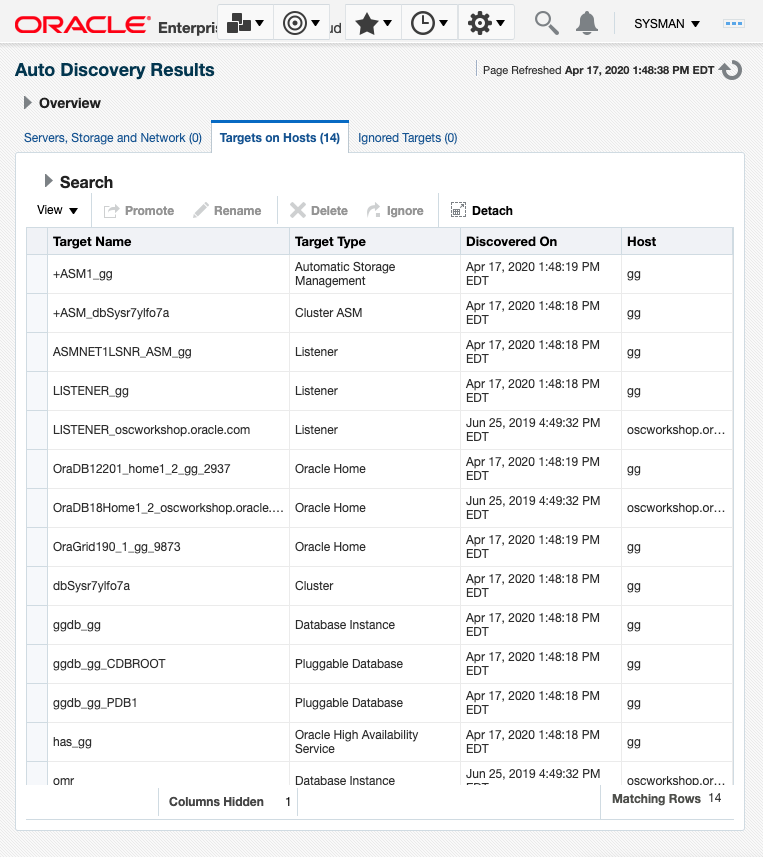 ORACLE® Enterpri ud SYSMAN
Auto Discovery Results
Page Refreshed Apr 17, 2020 1:48:38 PM EDT
Overview
Servers, Storage and Network (0) Targets on Hosts (14) Ignored Targets (0)
Search
View Promote Rename Delete Ignore Detach
Target Name Target Type Discovered On Host
+ASM1_gg Automatic Storage Management Apr 17, 2020 1:48:19 PM EDT gg
+ASM_dbSysr7ylfo7a Cluster ASM Apr 17, 2020 1:48:18 PM EDT gg
ASMNET1LSNR_ASM_gg Listener Apr 17, 2020 1:48:18 PM EDT gg
LISTENER_gg Listener Apr 17, 2020 1:48:18 PM EDT gg
LISTENER_oscworkshop.oracle.com Listener Jun 25, 2019 4:49:32 PM EDT oscworkshop.or...
OraDB12201_home1_2_gg_2937 Oracle Home Apr 17, 2020 1:48:19 PM EDT gg
OraDB18Home1_2_oscworkshop.oracle.... Oracle Home Jun 25, 2019 4:49:32 PM EDT oscworkshop.or...
OraGrid190_1_gg_9873 Oracle Home Apr 17, 2020 1:48:19 PM EDT gg
dbSysr7ylfo7a Cluster Apr 17, 2020 1:48:18 PM EDT gg
ggdb_gg Database Instance Apr 17, 2020 1:48:18 PM EDT gg
ggdb_gg_CDBROOT Pluggable Database Apr 17, 2020 1:48:18 PM EDT gg
ggdb_gg_PDB1 Pluggable Database Apr 17, 2020 1:48:18 PM EDT gg
has_gg Oracle High Availability Service Apr 17, 2020 1:48:18 PM EDT gg
omr Database Instance Jun 25, 2019 4:49:32 PM EDT oscworkshop.or...
Columns Hidden 1 Matching Rows 14